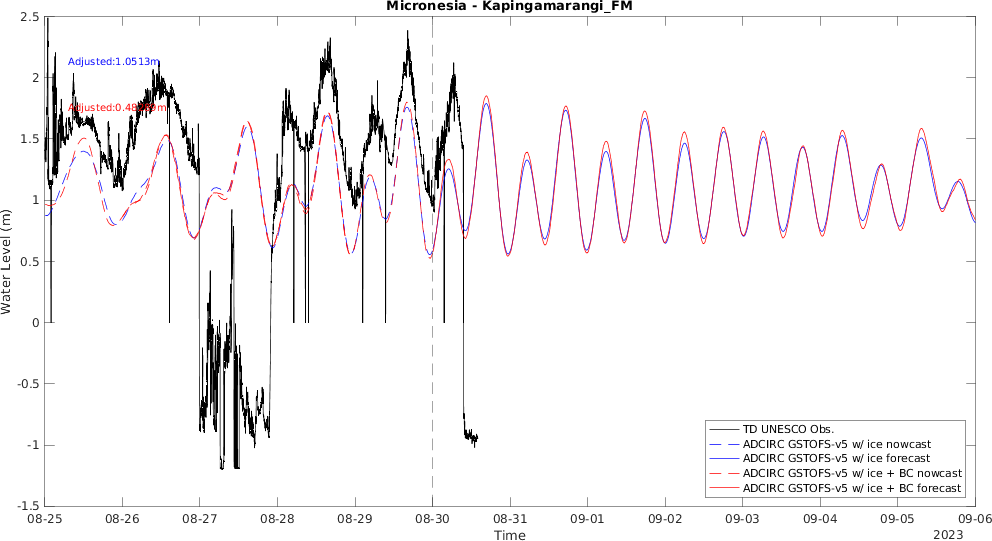 Micronesia - Kapingamarangi_FM
2.5
2
1.5
1
0.5
0
-0.5
-1
-1.5
Water Level (m)
Adjusted:1.0513m
TD UNESCO Obs.
ADCIRC GSTOFS-v5 w/ ice nowcast
ADCIRC GSTOFS-v5 w/ ice forecast
ADCIRC GSTOFS-v5 w/ ice + BC nowcast
ADCIRC GSTOFS-v5 w/ ice + BC forecast
08-25 08-26 08-27 08-28 08-29 08-30 08-31 09-01 09-02 09-03 09-04 09-05 09-06
Time
2023